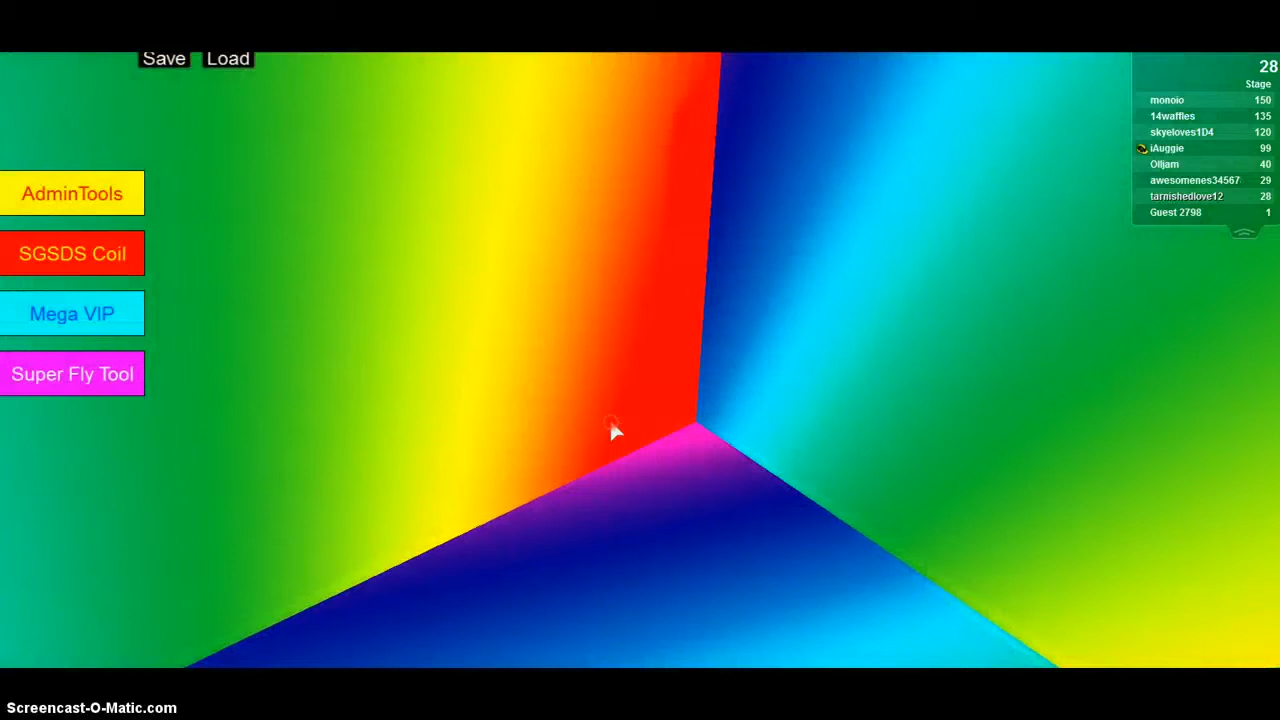 Save Load
28
Stage
monoio 150
14waffles 135
skyeloves1D4 120
iAuggie 99
Olljam 40
awesomenes34567 29
tarnishedlove12 28
Guest 2798 1
AdminTools
SGSDS Coil
Mega VIP
Super Fly Tool
Screencast-O-Matic.com